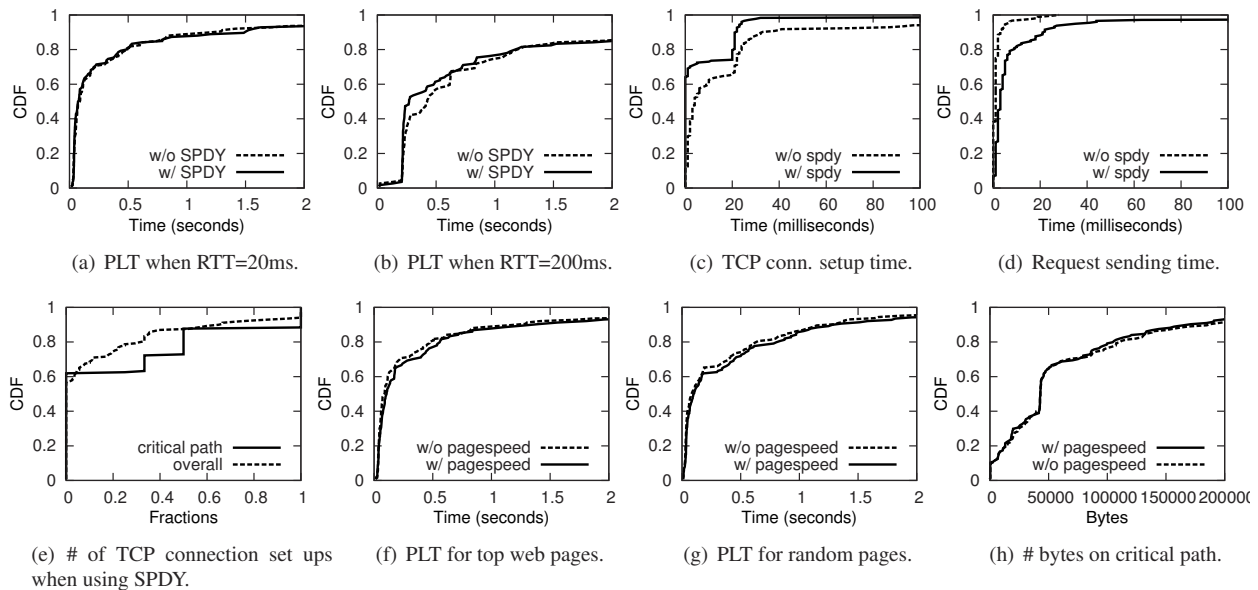 1
0.8
0.6
0.4
0.2
0
CDF
w/o SPDY
w/ SPDY
0 0.5 1 1.5 2
Time (seconds)
(a) PLT when RTT=20ms.
1
0.8
0.6
0.4
0.2
0
CDF
w/o SPDY
w/ SPDY
0 0.5 1 1.5 2
Time (seconds)
(b) PLT when RTT=200ms.
1
0.8
0.6
0.4
0.2
0
CDF
w/o spdy
w/ spdy
0 20 40 60 80 100
Time (milliseconds)
(c) TCP conn. setup time.
1
0.8
0.6
0.4
0.2
0
CDF
w/o spdy
w/ spdy
0 20 40 60 80 100
Time (milliseconds)
(d) Request sending time.
1
0.8
0.6
0.4
0.2
0
CDF
critical path
overall
0 0.2 0.4 0.6 0.8 1
Fractions
(e) # of TCP connection set ups
when using SPDY.
1
0.8
0.6
0.4
0.2
0
CDF
w/o pagespeed
w/ pagespeed
0 0.5 1 1.5 2
Time (seconds)
(f) PLT for top web pages.
1
0.8
0.6
0.4
0.2
0
CDF
w/o pagespeed
w/ pagespeed
0 0.5 1 1.5 2
Time (seconds)
(g) PLT for random pages.
1
0.8
0.6
0.4
0.2
0
CDF
w/ pagespeed
w/o pagespeed
0 50000 100000 150000 200000
Bytes
(h) # bytes on critical path.